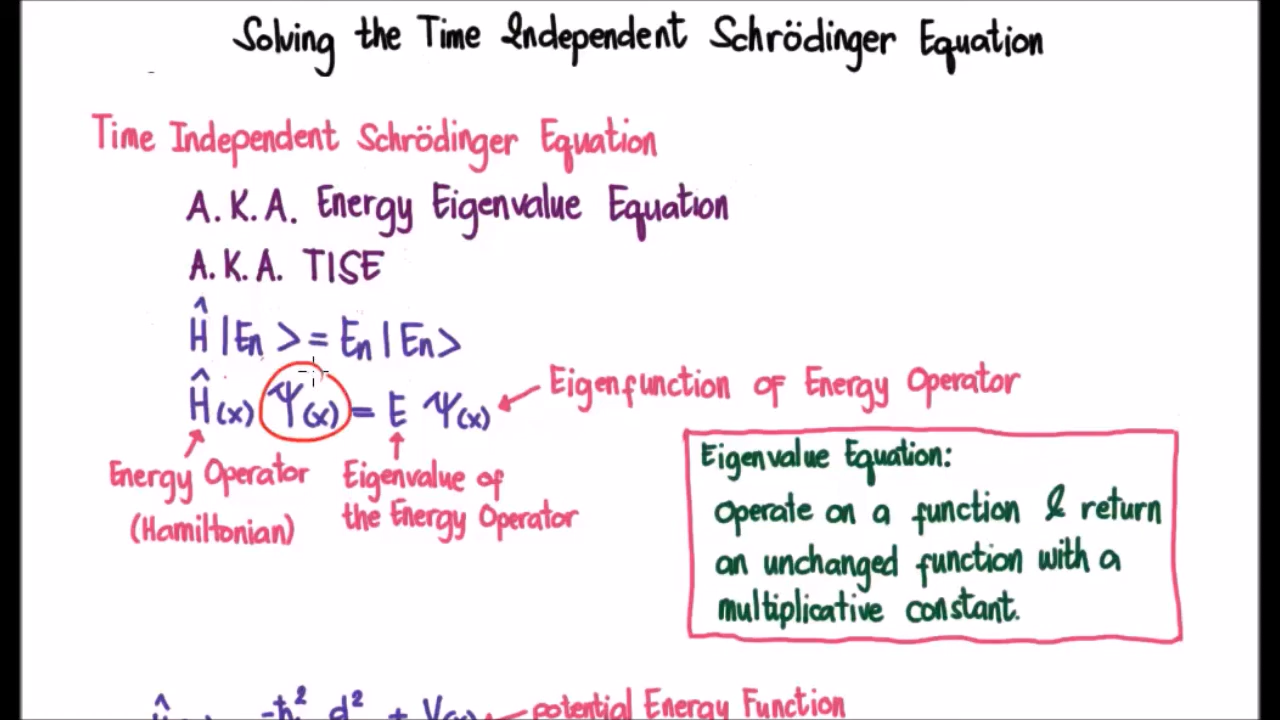 Solving the Time Independent Schrödinger Equation
Time Independent Schrödinger Equation
A.K.A. Energy Eigenvalue Equation
A.K.A. TISE
Ĥ |En > = En | En >
Ĥ(x) Ψ(x) = E Ψ(x)
Eigenfunction of Energy Operator
Energy Operator
(Hamiltonian)
Eigenvalue of
the Energy Operator
Eigenvalue Equation:
Operate on a function & return
an unchanged function with a
multiplicative constant.
-ħ² d² + V(x)
potential Energy Function